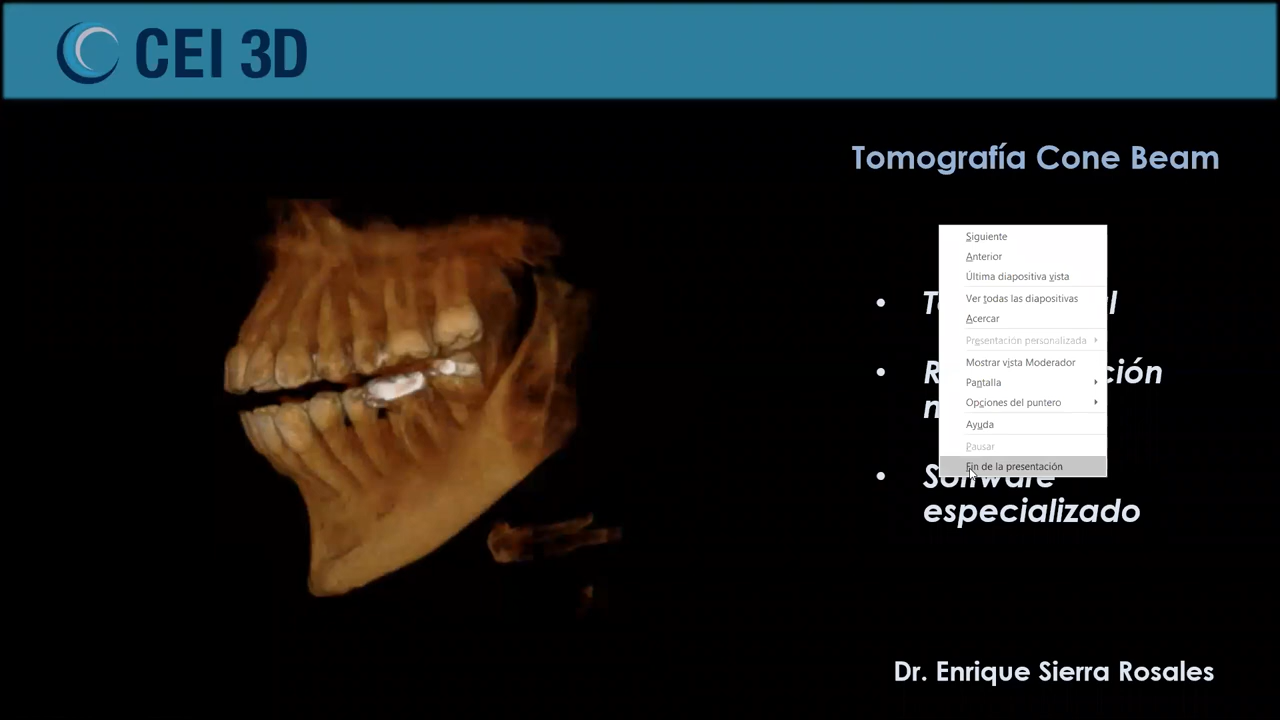 CEI 3D
Tomografía Cone Beam
Siguiente
Anterior
Última diapositiva vista
Ver todas las diapositivas
Acercar
Presentación personalizada
Mostrar vista Moderador
Pantalla
Opciones del puntero
Ayuda
Pausar
Fin de la presentación
• 
• 
• Software
especializado
Dr. Enrique Sierra Rosales